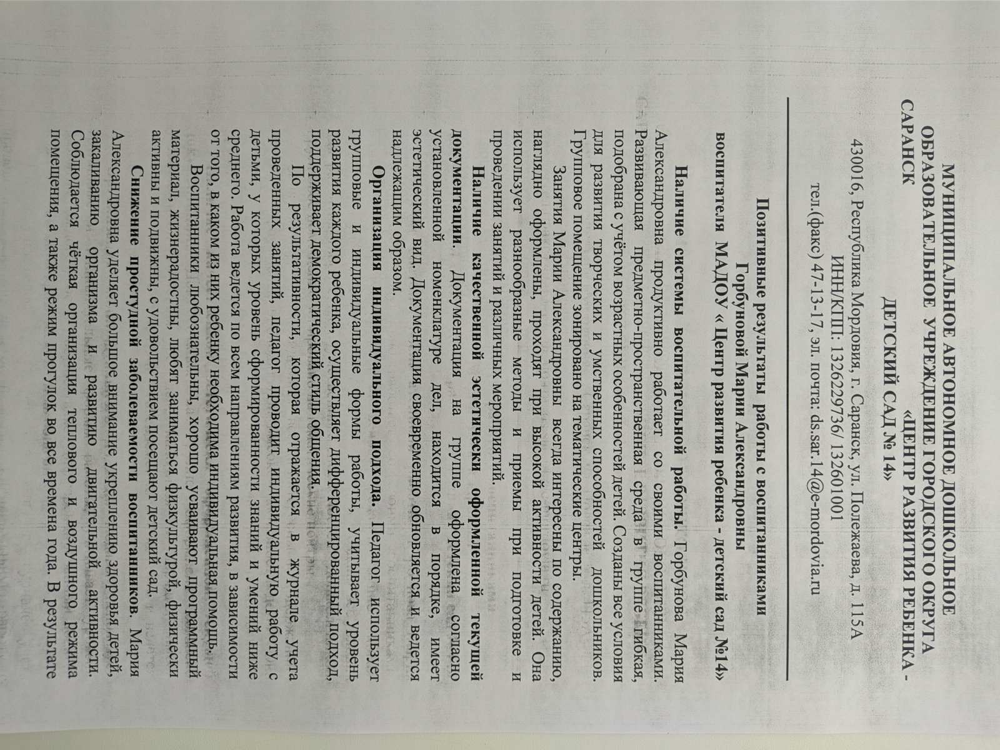 МУНИЦИПАЛЬНОЕ АВТОНОМНОЕ ДОШКОЛЬНОЕ
ОБРАЗОВАТЕЛЬНОЕ УЧРЕЖДЕНИЕ ГОРОДСКОГО ОКРУГА
САРАНСК «ЦЕНТР РАЗВИТИЯ РЕБЕНКА -
ДЕТСКИЙ САД № 14»
430016, Республика Мордовия, г. Саранск, ул. Полежаева, д. 115А
ИНН/КПП: 1326229736/ 132601001
тел.(факс) 47-13-17, эл. почта: ds.sar.14@e-mordovia.ru
Позитивные результаты работы с воспитанниками
Горбуновой Марии Александровны
воспитателя МАДОУ « Центр развития ребенка - детский сад №14»
Наличие системы воспитательной работы. Горбунова Мария
Александровна продуктивно работает со своими воспитанниками.
Развивающая предметно-пространственная среда в группе гибкая,
подобрана с учётом возрастных особенностей детей. Созданы все условия
для развития творческих и умственных способностей дошкольников.
Групповое помещение зонировано на тематические центры.
Занятия Марии Александровны всегда интересны по содержанию,
наглядно оформлены, проходят при высокой активности детей. Она
использует разнообразные методы и приемы при подготовке и
проведении занятий и различных мероприятий.
Наличие качественной эстетически оформленной текущей
документации. Документация на группе оформлена согласно
установленной номенклатуре дел, находится в порядке, имеет
эстетический вид. Документация своевременно обновляется и ведется
надлежащим образом.
Организация индивидуального подхода. Педагог использует
групповые и индивидуальные формы работы, учитывает уровень
развития каждого ребенка, осуществляет дифференцированный подход,
поддерживает демократический стиль общения.
По результативности, которая отражается в журнале учета
проведенных занятий, педагог проводит индивидуальную работу с
детьми, у которых уровень сформированности знаний и умений ниже
среднего. Работа ведется по всем направлениям развития, в зависимости
от того, в каком из них ребенку необходима индивидуальная помощь.
Воспитанники любознательны, хорошо усваивают программный
материал, жизнерадостны, любят заниматься физкультурой, физически
активны и подвижны, с удовольствием посещают детский сад.
Снижение простудной заболеваемости воспитанников. Мария
Александровна уделяет большое внимание укреплению здоровья детей,
закаливанию организма и развитию двигательной активности.
Соблюдается чёткая организация теплового и воздушного режима
помещения, а также режим прогулок во все времена года. В результате